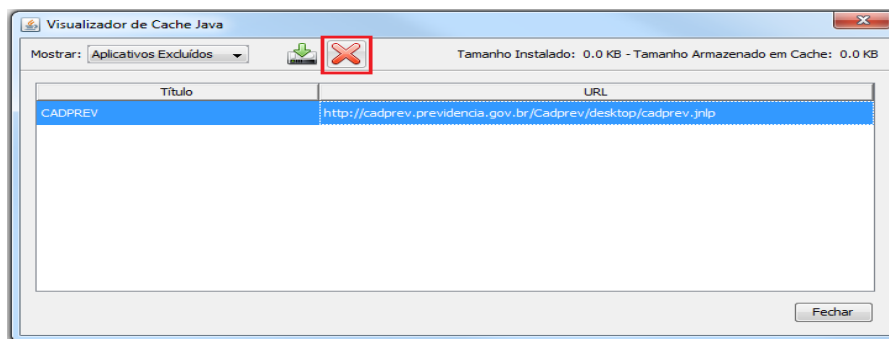 Visualizador de Cache Java
Mostrar: Aplicativos Excluídos Tamanho Instalado: 0.0 KB - Tamanho Armazenado em Cache: 0.0 KB
Título URL
CADPREV http://cadprev.previdencia.gov.br/Cadprev/desktop/cadprev.jnlp
Fechar